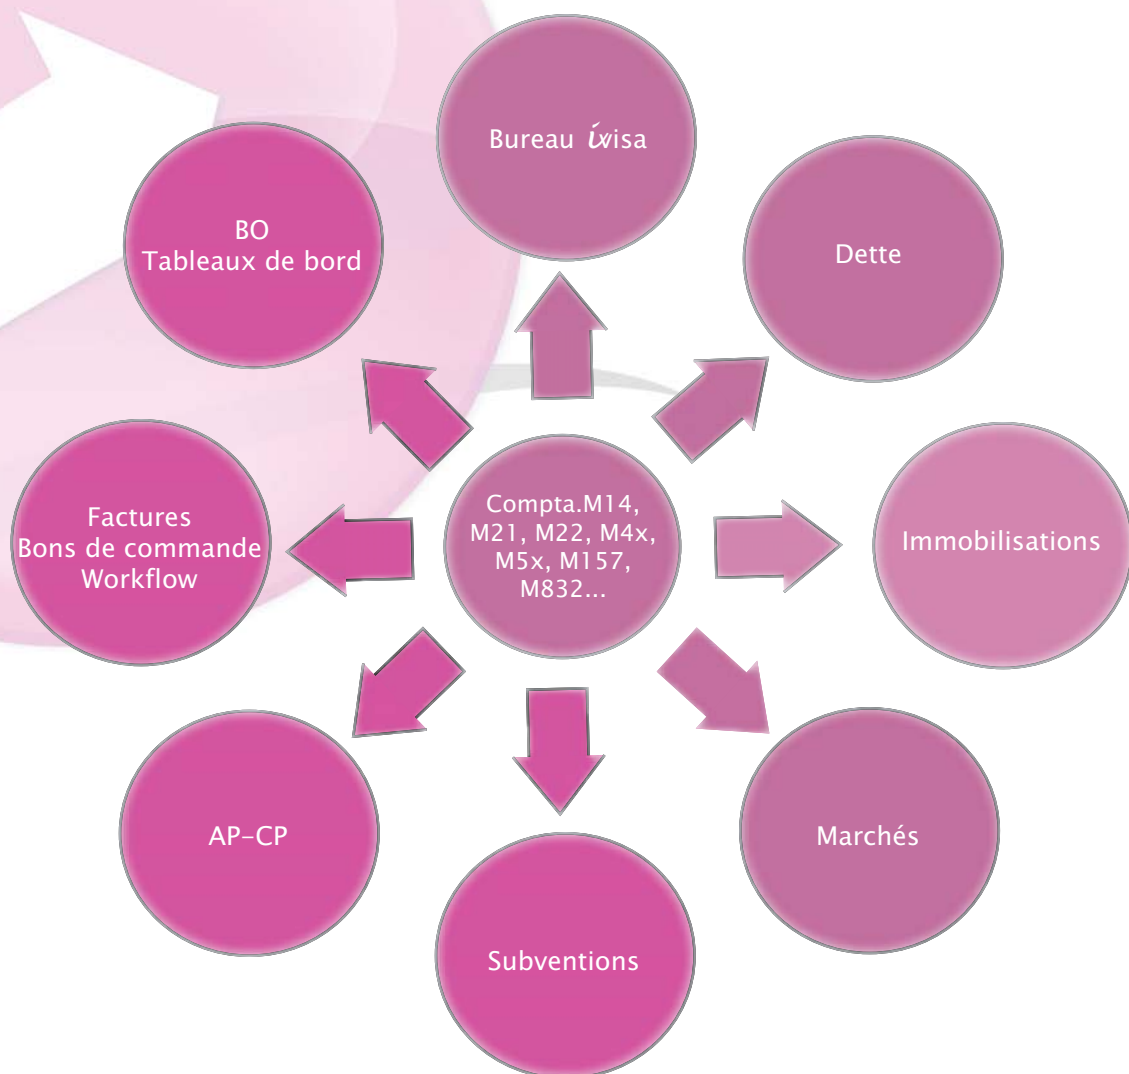 Bureau ixvisa
BO
Tableaux de bord
Dette
Factures
Bons de commande
Workflow
Compta.M14,
M21, M22, M4x,
M5x, M157,
M832...
Immobilisations
AP-CP
Marchés
Subventions